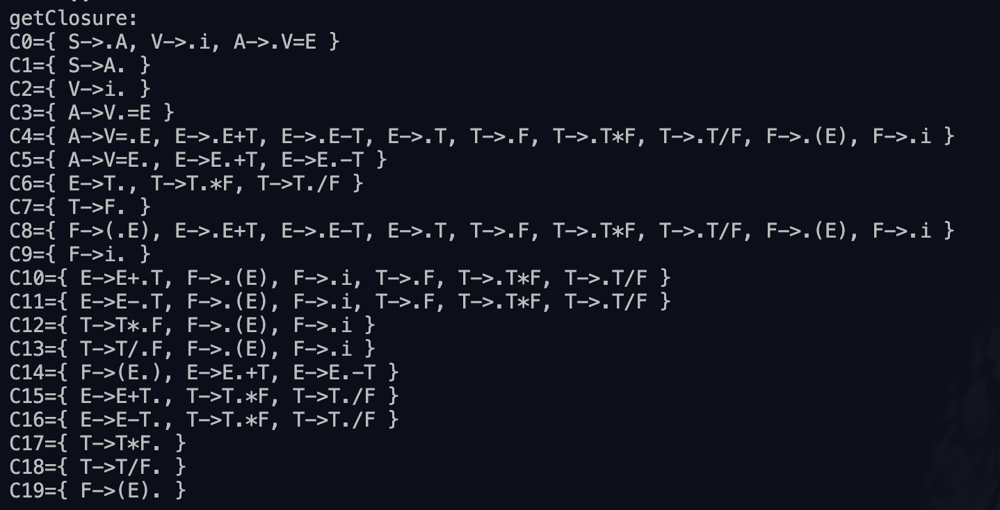 getClosure:
C0={ S->.A, V->.i, A->.V=E }
C1={ S->A. }
C2={ V->i. }
C3={ A->V.=E }
C4={ A->V=.E, E->.E+T, E->.E-T, E->.T, T->.F, T->.T*F, T->.T/F, F->.(E), F->.i }
C5={ A->V=E., E->E.+T, E->E.-T }
C6={ E->T., T->T.*F, T->T./F }
C7={ T->F. }
C8={ F->(.E), E->.E+T, E->.E-T, E->.T, T->.F, T->.T*F, T->.T/F, F->.(E), F->.i }
C9={ F->i. }
C10={ E->E+.T, F->.(E), F->.i, T->.F, T->.T*F, T->.T/F }
C11={ E->E-.T, F->.(E), F->.i, T->.F, T->.T*F, T->.T/F }
C12={ T->T*.F, F->.(E), F->.i }
C13={ T->T/.F, F->.(E), F->.i }
C14={ F->(E.), E->E.+T, E->E.-T }
C15={ E->E+T., T->T.*F, T->T./F }
C16={ E->E-T., T->T.*F, T->T./F }
C17={ T->T*F. }
C18={ T->T/F. }
C19={ F->(E). }